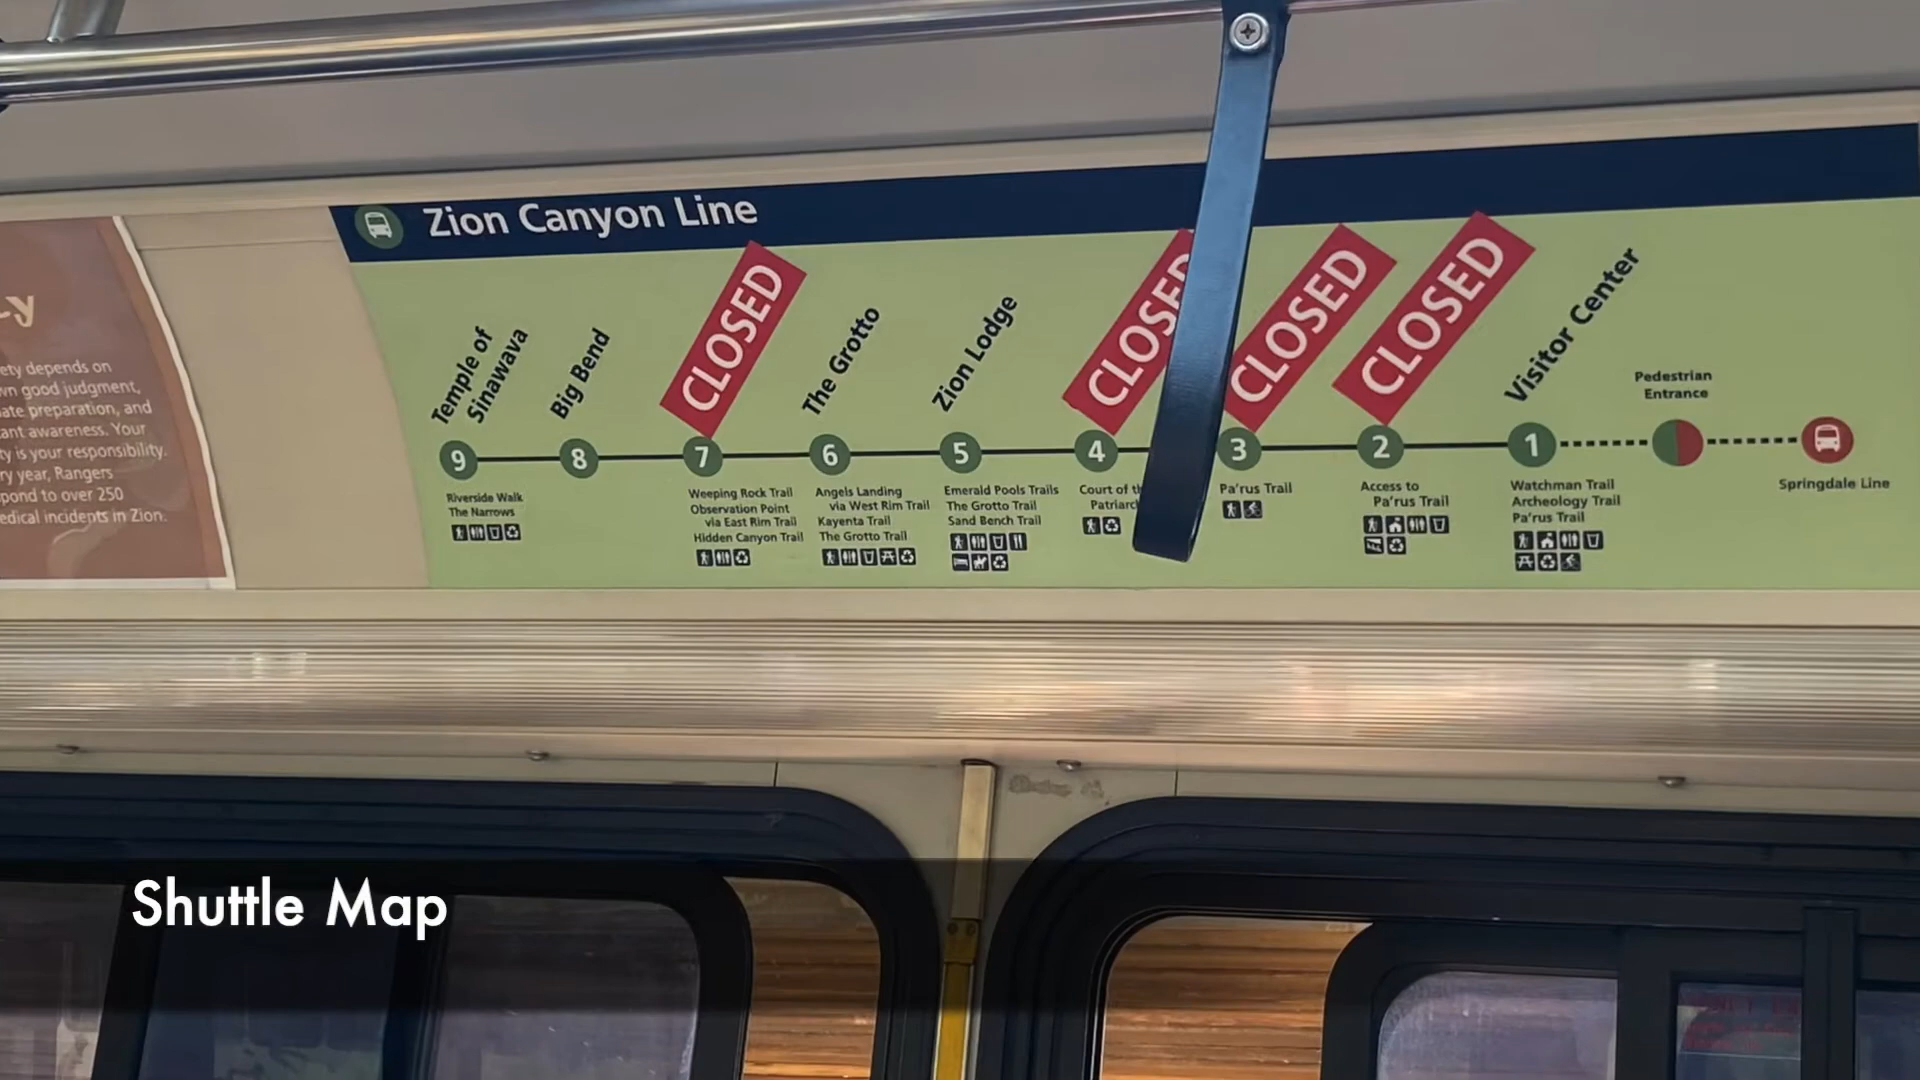 Zion Canyon Line
Temple of
Sinawava
Big Bend
CLOSED
The Grotto
Zion Lodge
CLOSED
CLOSED
CLOSED
Visitor Center
Pedestrian
Entrance
9
8
7
6
5
4
3
2
1
Riverside Walk
The Narrows
Weeping Rock Trail
Observation Point
via East Rim Trail
Hidden Canyon Trail
Angels Landing
via West Rim Trail
Kayenta Trail
The Grotto Trail
Emerald Pools Trails
The Grotto Trail
Sand Bench Trail
Court of
Pa'rus Trail
Access to
Pa'rus Trail
Watchman Trail
Archeology Trail
Pa'rus Trail
Springdale Line
depends on
good judgment,
preparation, and
awareness. Your
is your responsibility.
year, Rangers
to over 250
medical incidents in Zion.
Shuttle Map